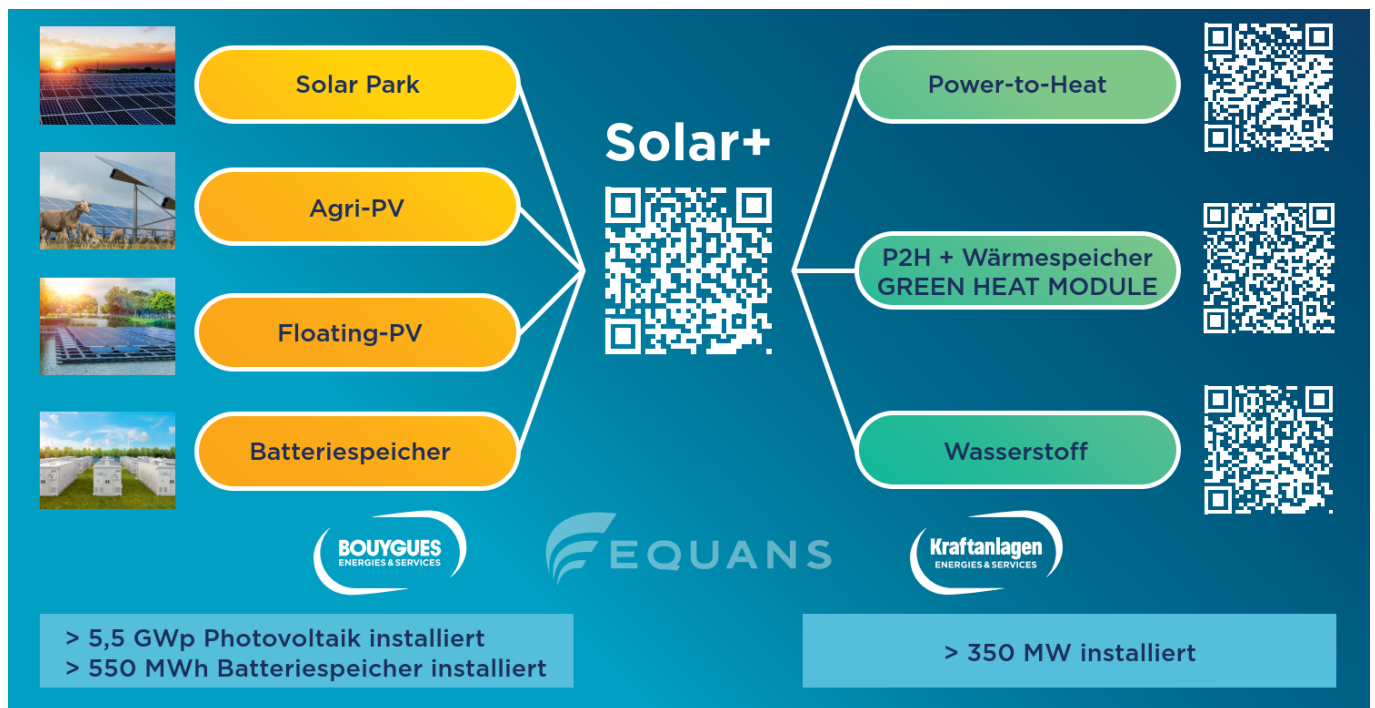 Solar Park
Agri-PV
Floating-PV
Batteriespeicher
Solar+
Power-to-Heat
P2H + Wärmespeicher
GREEN HEAT MODULE
Wasserstoff
BOUYGUES
ENERGIES & SERVICES
EQUANS
Kraftanlagen
ENERGIES & SERVICES
> 5,5 GWp Photovoltaik installiert
> 550 MWh Batteriespeicher installiert
> 350 MW installiert